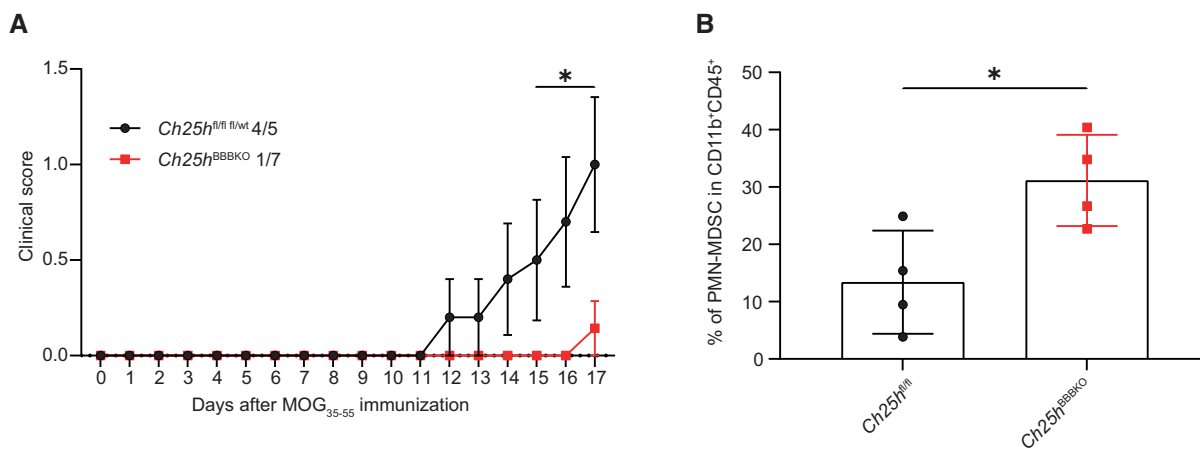 A
B
1.5
1.0
0.5
0.0
Clinical score
*
Ch25h^fl/fl fl/wt 4/5
Ch25h^BBBKO 1/7
0 1 2 3 4 5 6 7 8 9 10 11 12 13 14 15 16 17
Days after MOG35-55 immunization
50
40
30
20
10
0
% of PMN-MDSC in CD11b⁺CD45⁺
*
Ch25h^fl/fl
Ch25h^BBBKO